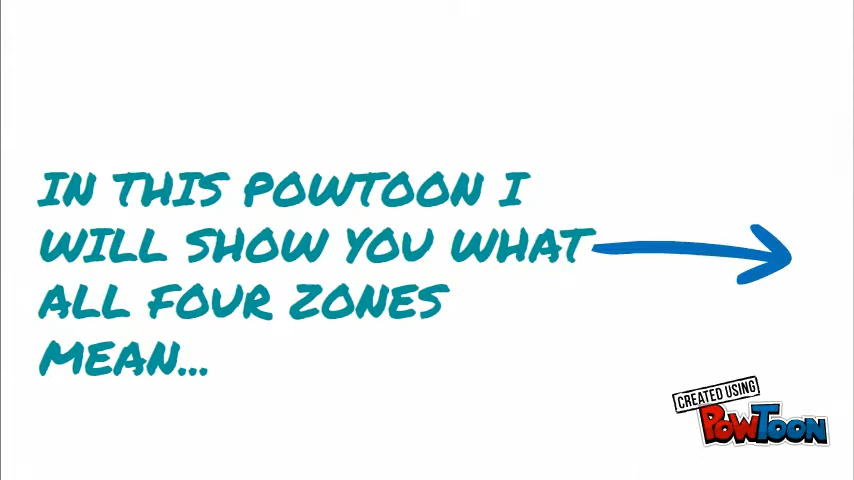 IN THIS POWTOON I
WILL SHOW YOU WHAT
ALL FOUR ZONES
MEAN...
CREATED USING
POWTOON